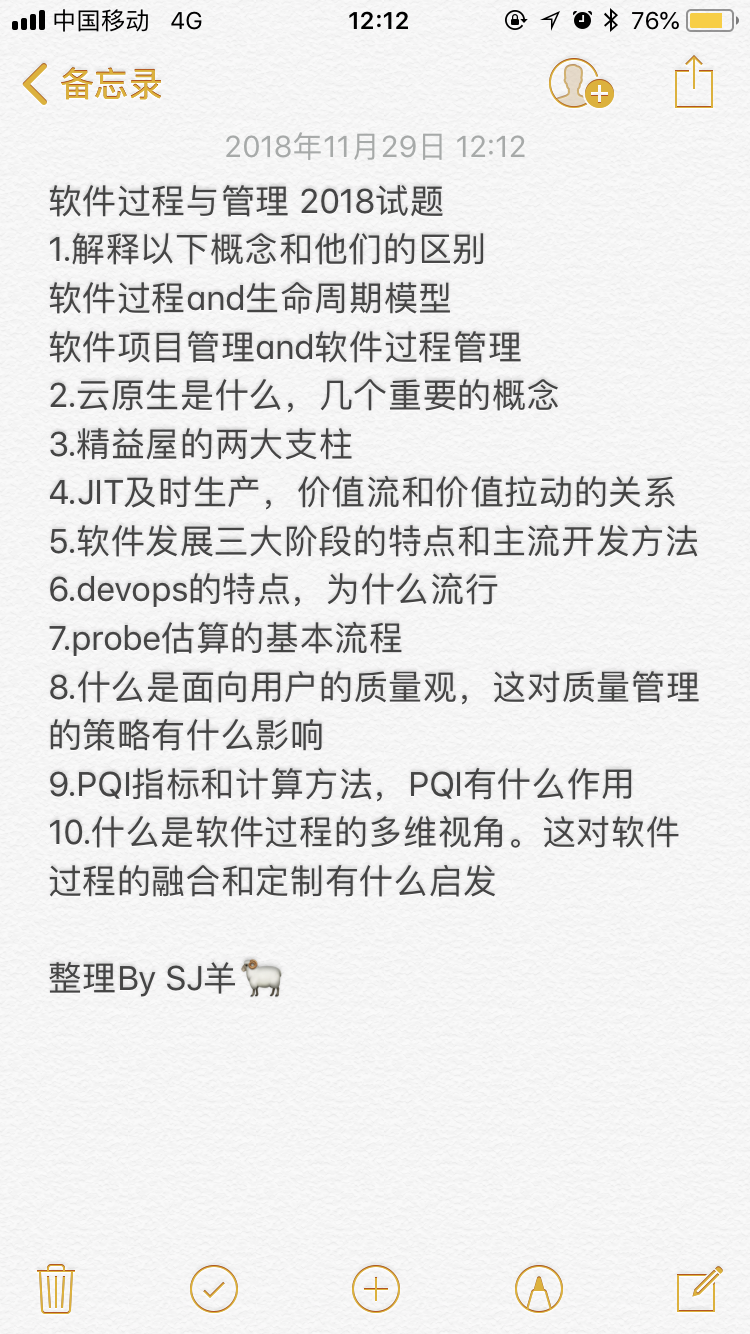 中国移动 4G 12:12 76%
备忘录
2018年11月29日 12:12
软件过程与管理 2018试题
1.解释以下概念和他们的区别
软件过程and生命周期模型
软件项目管理and软件过程管理
2.云原生是什么，几个重要的概念
3.精益屋的两大支柱
4.JIT及时生产，价值流和价值拉动的关系
5.软件发展三大阶段的特点和主流开发方法
6.devops的特点，为什么流行
7.probe估算的基本流程
8.什么是面向用户的质量观，这对质量管理
的策略有什么影响
9.PQI指标和计算方法，PQI有什么作用
10.什么是软件过程的多维视角。这对软件
过程的融合和定制有什么启发
整理By SJ羊🐏